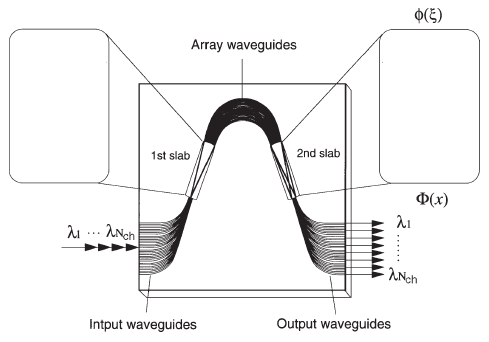 ϕ(ξ)
Array waveguides
1st slab
2nd slab
Φ(x)
λ1 ··· λNch
λ1
λNch
Intput waveguides
Output waveguides